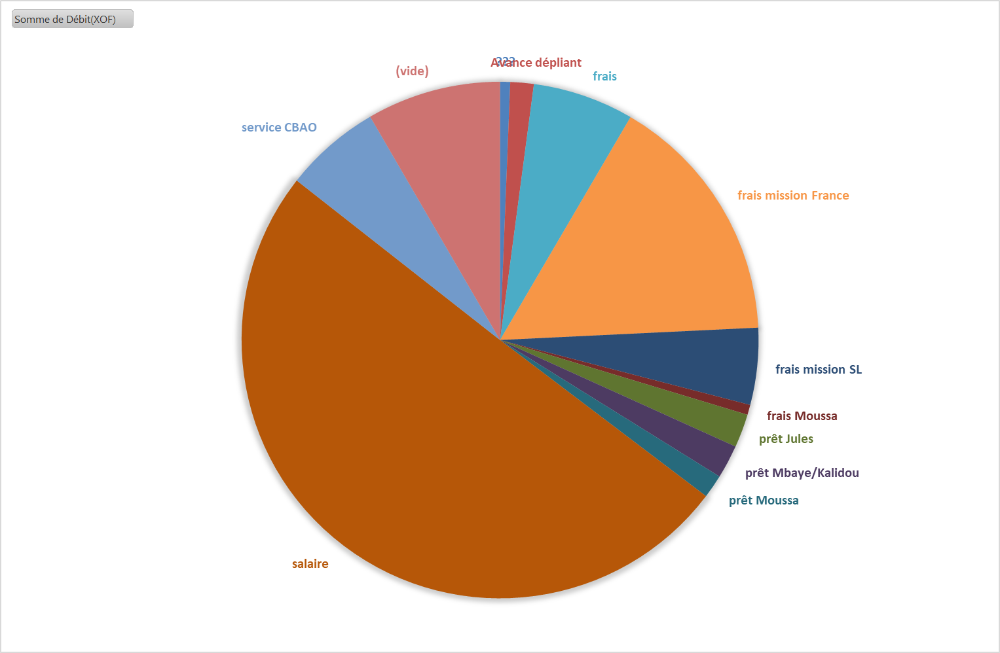 Somme de Débit(XOF)
???
Avance dépliant
(vide)
frais
service CBAO
frais mission France
frais mission SL
frais Moussa
prêt Jules
prêt Mbaye/Kalidou
prêt Moussa
salaire